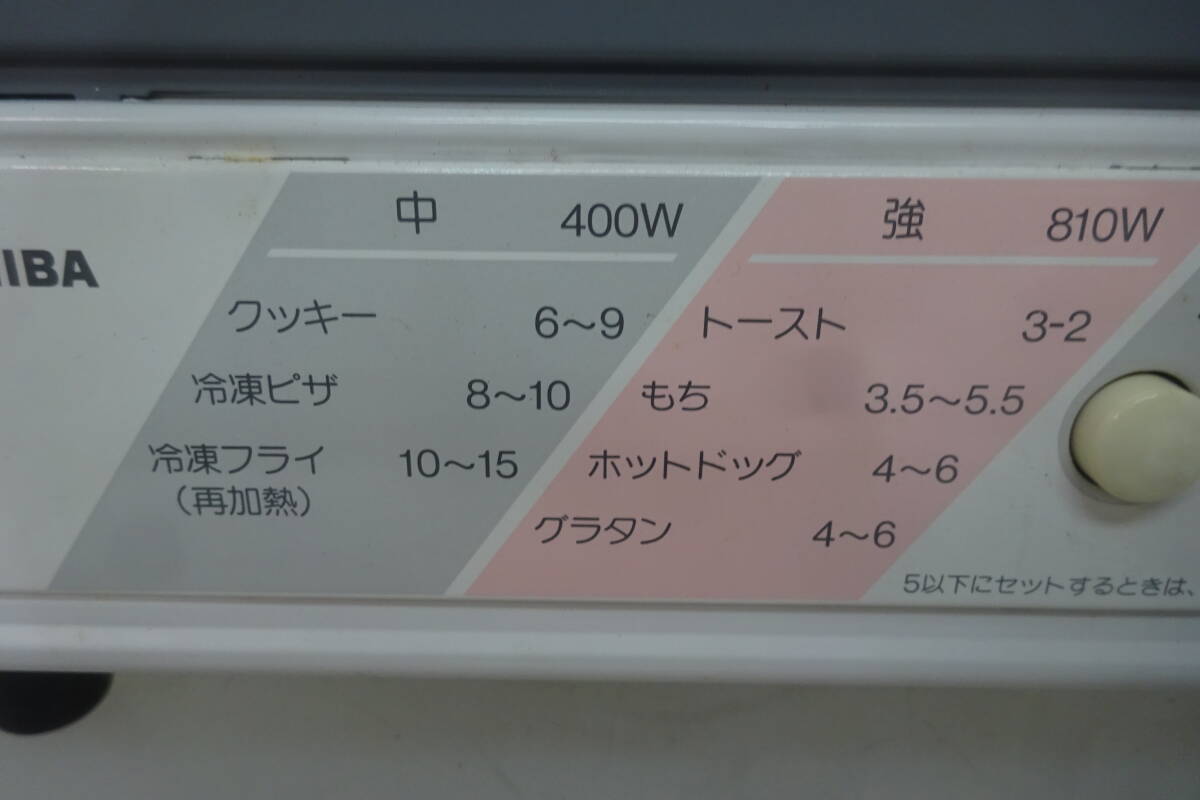 IBA
中 400W
クッキー 6～9
冷凍ピザ 8～10
冷凍フライ 10～15
（再加熱）
強 810W
トースト 3-2
もち 3.5～5.5
ホットドッグ 4～6
グラタン 4～6
5以下にセットするときは、